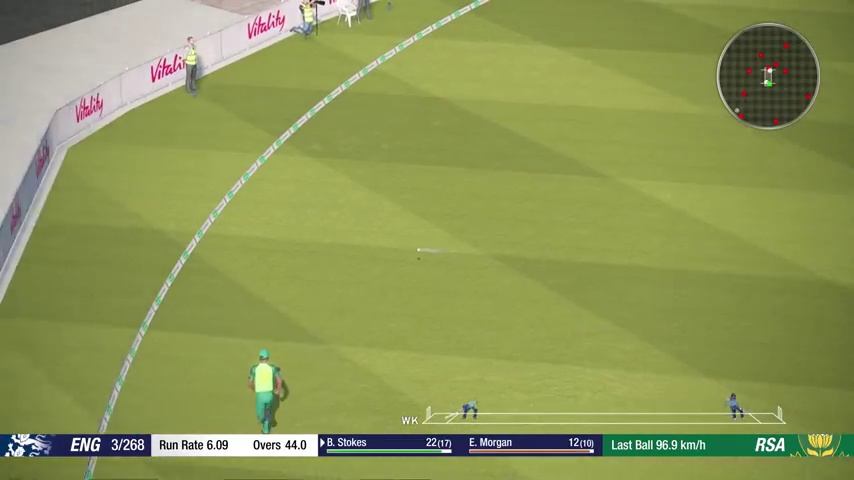 Vitality
Vitality
Vitality
Vitality
WK
ENG 3/268 Run Rate 6.09 Overs 44.0 B. Stokes 22(17) E. Morgan 12(10) Last Ball 96.9 km/h RSA